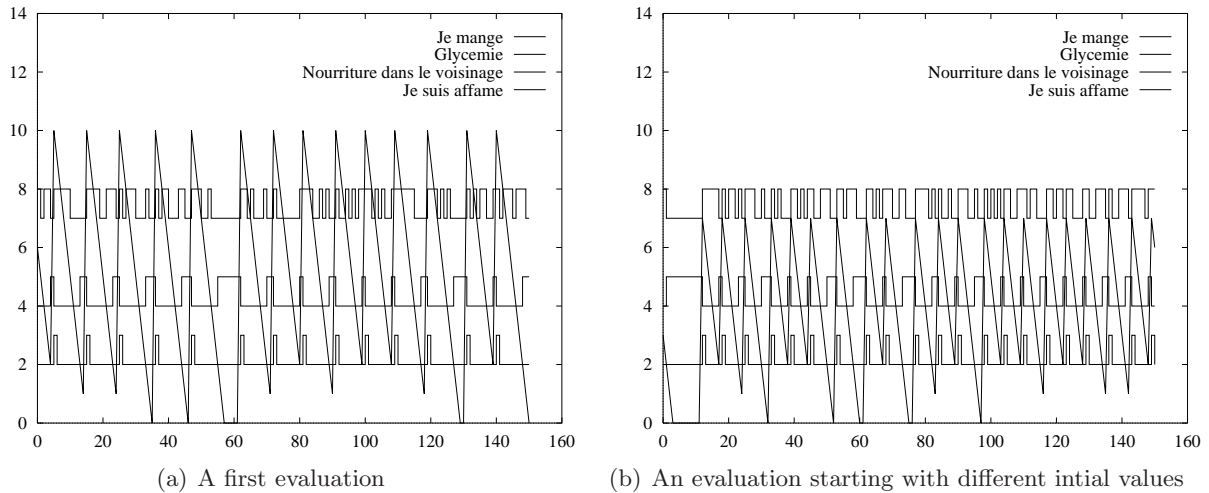 14
12
10
8
6
4
2
0
0 20 40 60 80 100 120 140 160
Je mange
Glycemie
Nourriture dans le voisinage
Je suis affame
(a) A first evaluation
14
12
10
8
6
4
2
0
0 20 40 60 80 100 120 140 160
Je mange
Glycemie
Nourriture dans le voisinage
Je suis affame
(b) An evaluation starting with different intial values